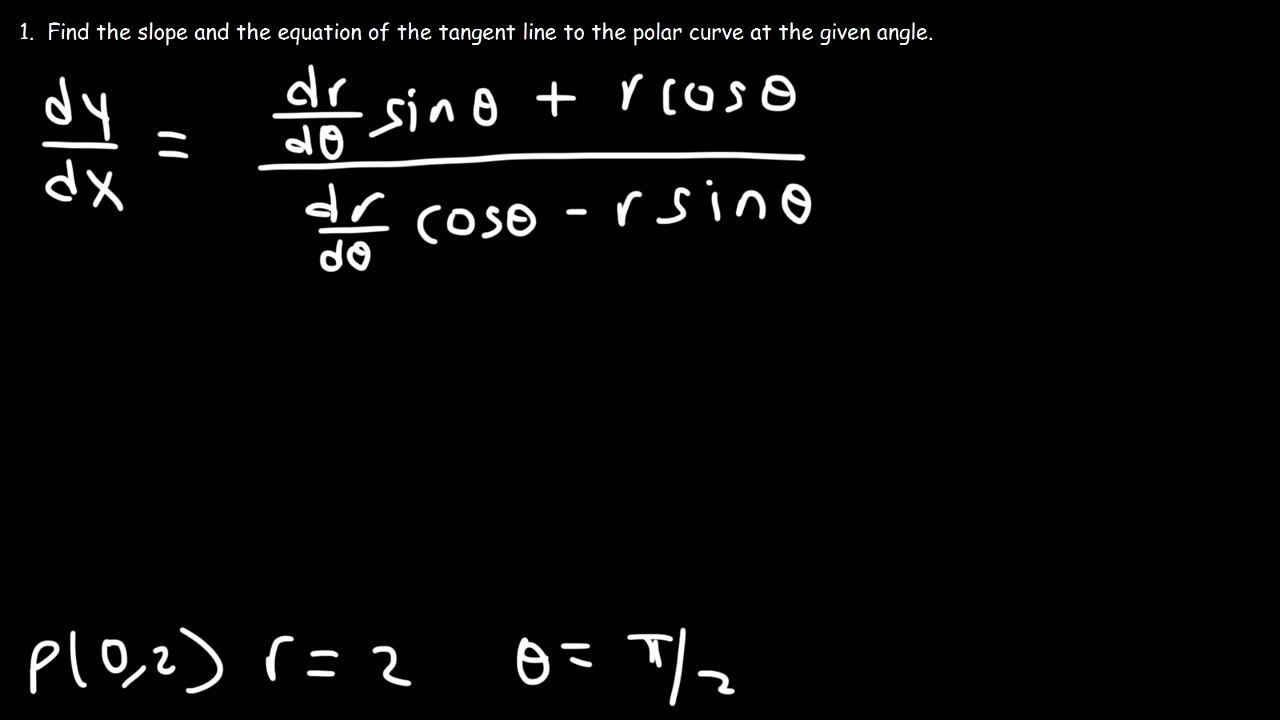 1. Find the slope and the equation of the tangent line to the polar curve at the given angle.
dy/dx = (dr/dθ sinθ + r cosθ) / (dr/dθ cosθ - r sinθ)
P(0,2) r = 2 θ = π/2